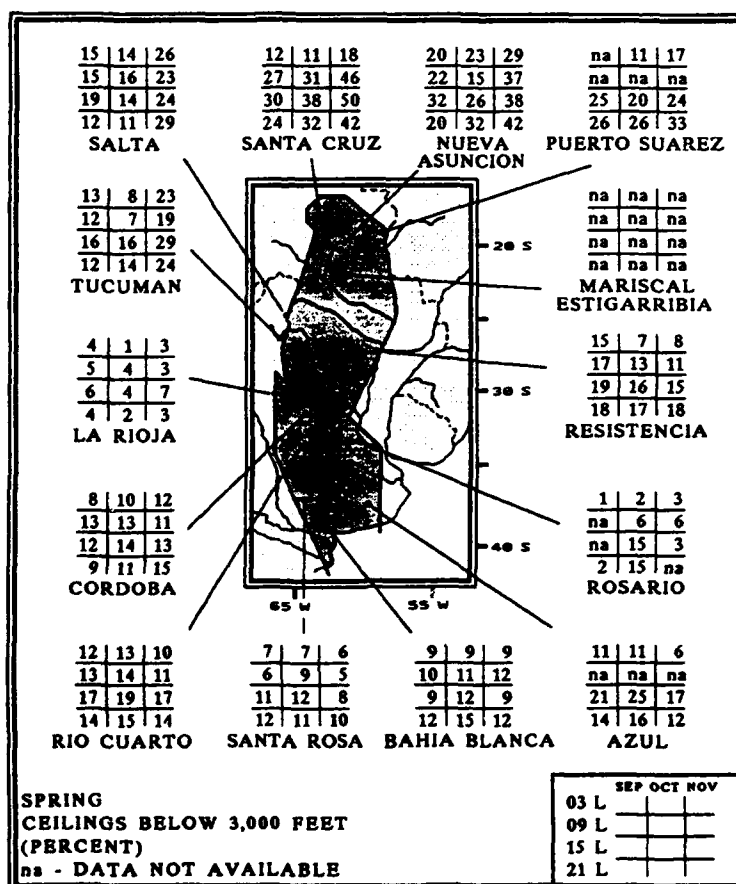 15 | 14 | 26
15 | 16 | 23
19 | 14 | 24
12 | 11 | 29
SALTA
12 | 11 | 18
27 | 31 | 46
30 | 38 | 50
24 | 32 | 42
SANTA CRUZ
20 | 23 | 29
22 | 15 | 37
32 | 26 | 38
20 | 32 | 42
NUEVA
ASUNCION
na | 11 | 17
na | na | na
25 | 20 | 24
26 | 26 | 33
PUERTO SUAREZ
13 | 8 | 23
12 | 7 | 19
16 | 16 | 29
12 | 14 | 24
TUCUMAN
na | na | na
na | na | na
na | na | na
na | na | na
MARISCAL
ESTIGARRIBIA
20 S
4 | 1 | 3
5 | 4 | 3
6 | 4 | 7
4 | 2 | 3
LA RIOJA
15 | 7 | 8
17 | 13 | 11
19 | 16 | 15
18 | 17 | 18
RESISTENCIA
30 S
8 | 10 | 12
13 | 13 | 11
12 | 14 | 13
9 | 11 | 15
CORDOBA
1 | 2 | 3
na | 6 | 6
na | 15 | 3
2 | 15 | na
ROSARIO
40 S
65 W
55 W
12 | 13 | 10
13 | 14 | 11
17 | 19 | 17
14 | 15 | 14
RIO CUARTO
7 | 7 | 6
6 | 9 | 5
11 | 12 | 8
12 | 11 | 10
SANTA ROSA
9 | 9 | 9
10 | 11 | 12
9 | 12 | 9
12 | 15 | 12
BAHIA BLANCA
11 | 11 | 6
na | na | na
21 | 25 | 17
14 | 16 | 12
AZUL
SPRING
CEILINGS BELOW 3,000 FEET
(PERCENT)
na - DATA NOT AVAILABLE
SEP OCT NOV
03 L
09 L
15 L
21 L